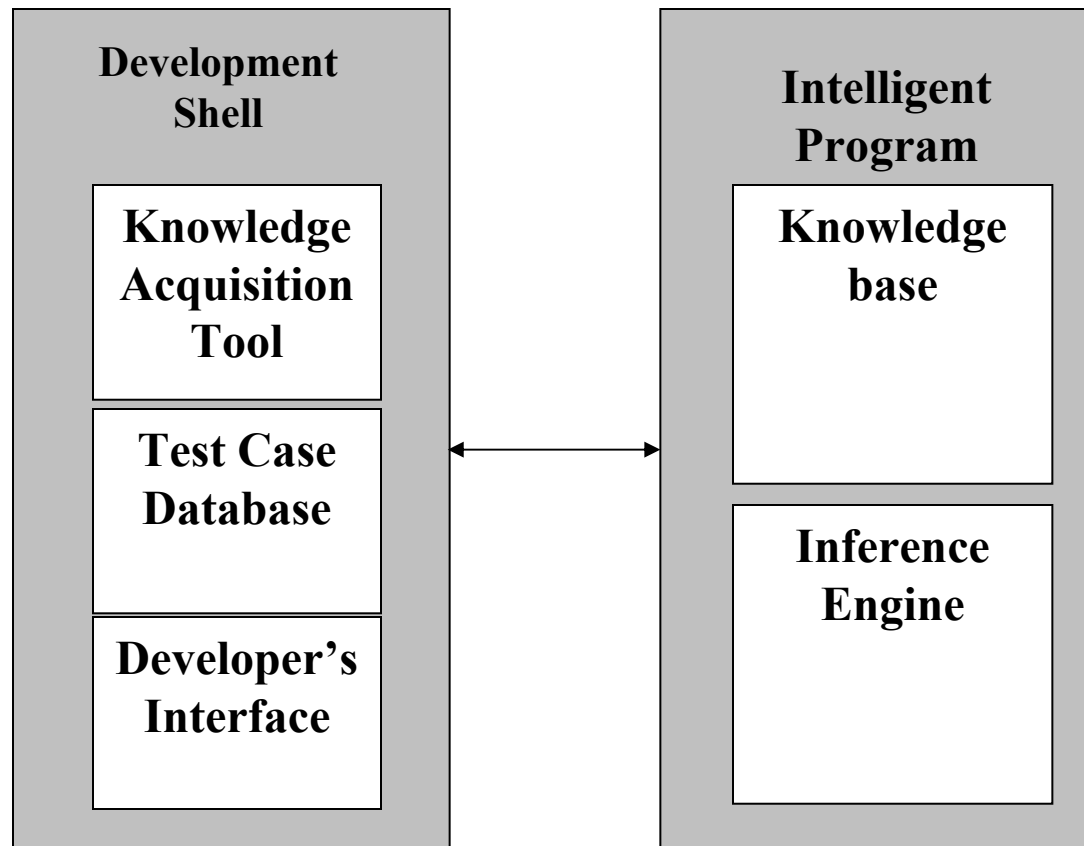 Development
Shell
Knowledge
Acquisition
Tool
Test Case
Database
Developer’s
Interface
Intelligent
Program
Knowledge
base
Inference
Engine